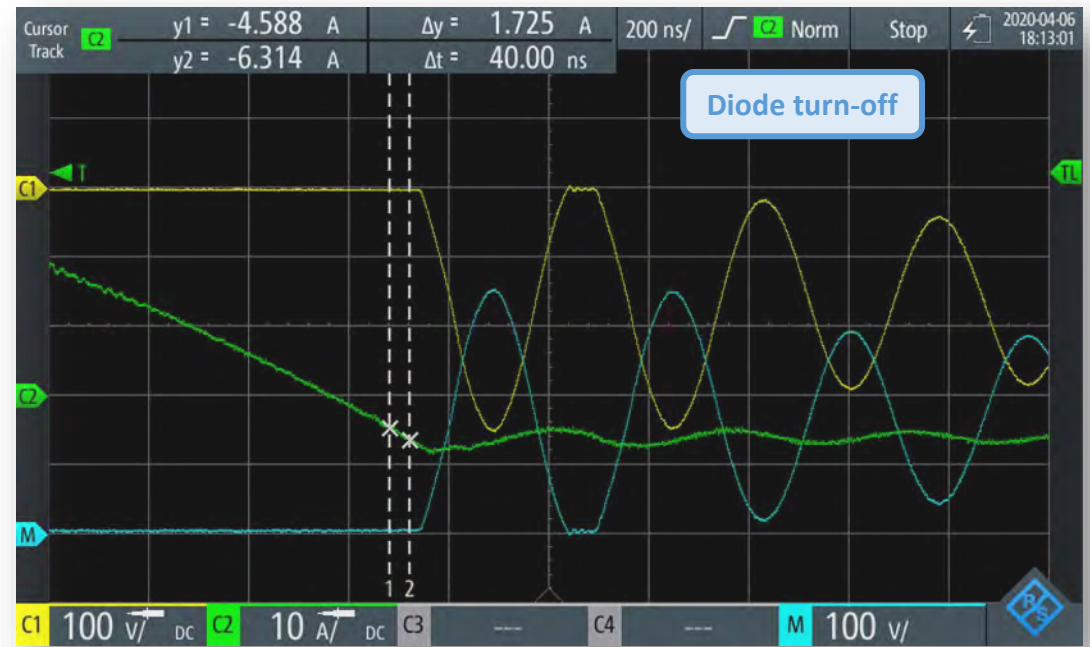 Cursor C2 y1 = -4.588 A Δy = 1.725 A 200 ns/ C2 Norm Stop 2020-04-06
Track y2 = -6.314 A Δt = 40.00 ns 18:13:01
Diode turn-off
T
C1
TL
C2
M
1 2
C1 100 V/ DC C2 10 A/ DC C3 --- C4 --- M 100 V/
R&S